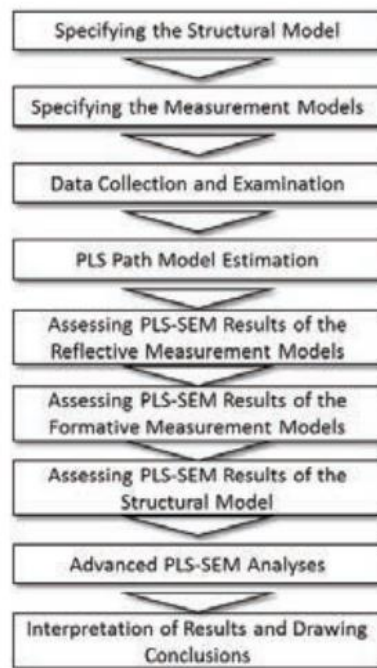 Specifying the Structural Model
Specifying the Measurement Models
Data Collection and Examination
PLS Path Model Estimation
Assessing PLS-SEM Results of the
Reflective Measurement Models
Assessing PLS-SEM Results of the
Formative Measurement Models
Assessing PLS-SEM Results of the
Structural Model
Advanced PLS-SEM Analyses
Interpretation of Results and Drawing
Conclusions